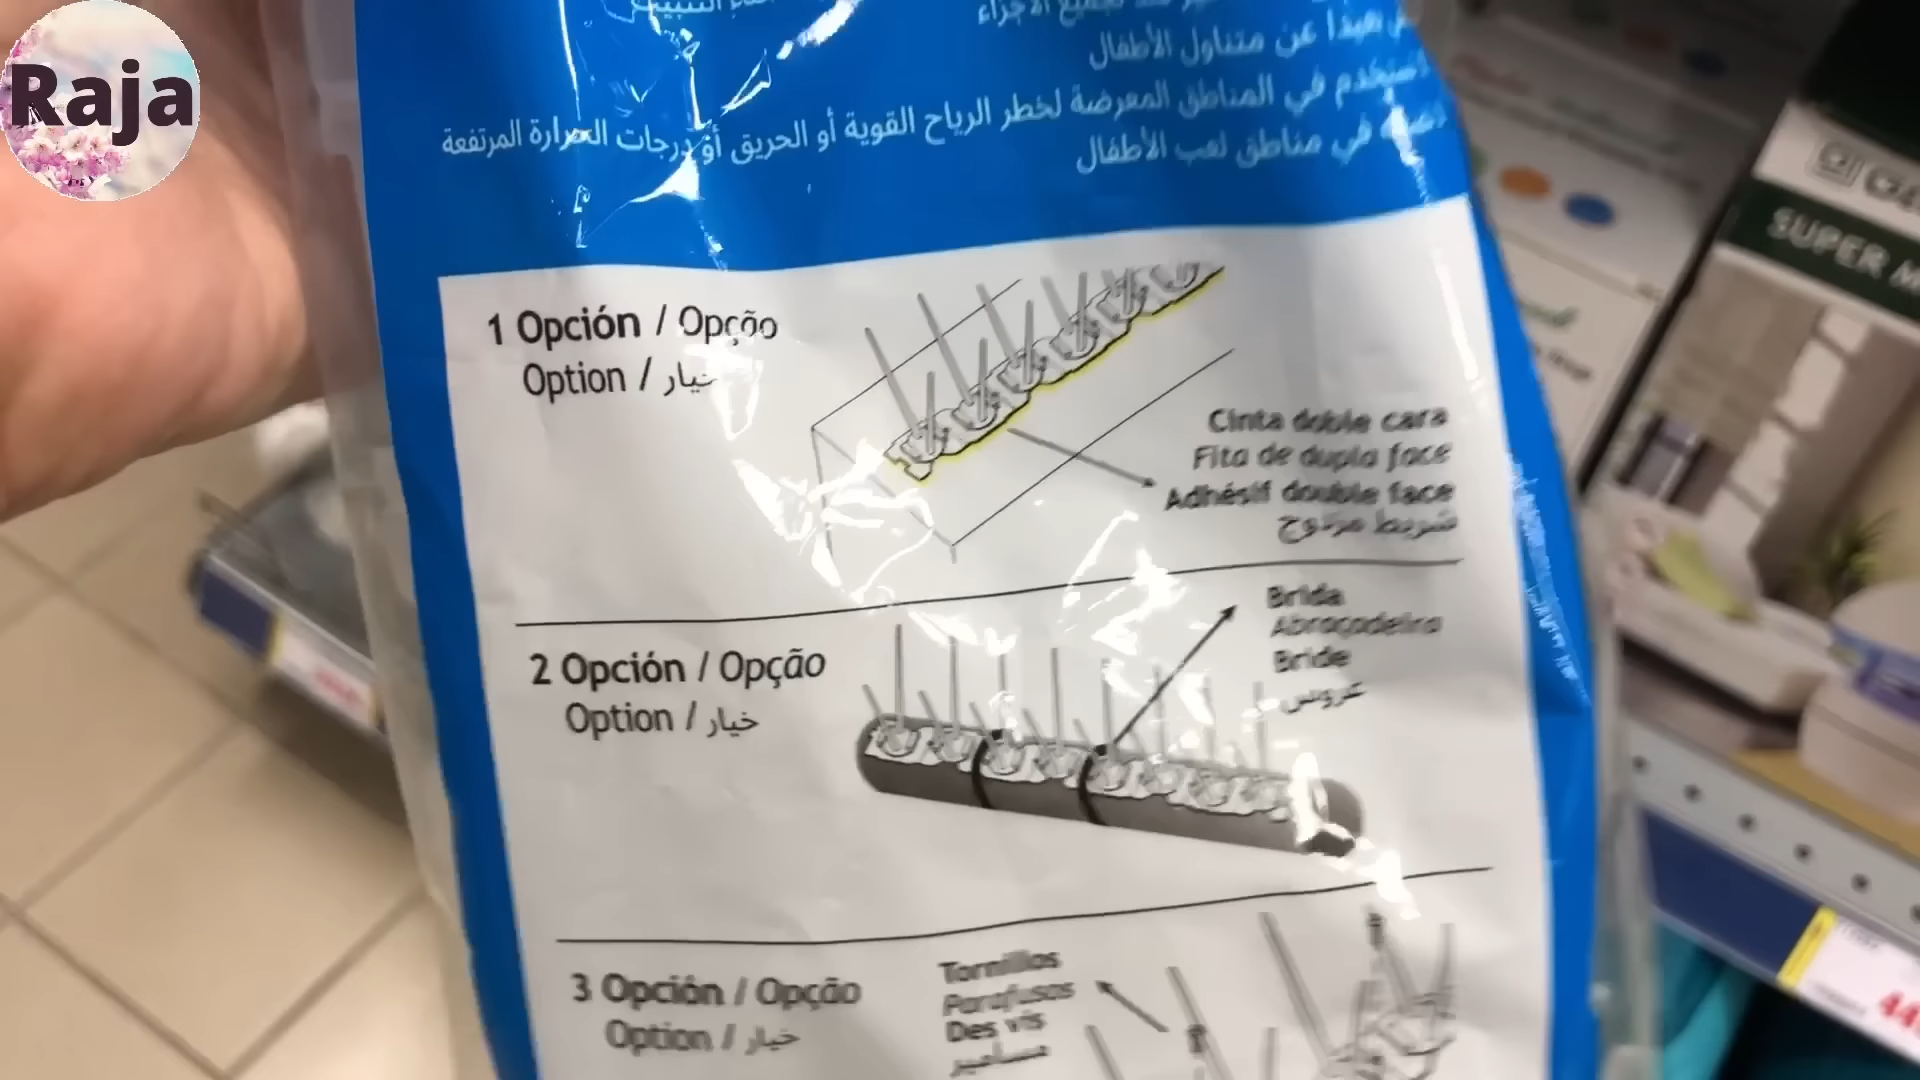 Raja
تجميع الأجزاء
عن متناول الأطفال
في المناطق المعرضة لخطر الرياح القوية أو الحريق أو درجات الحرارة المرتفعة
في مناطق لعب الأطفال
1 Opción / Opção
Option / خيار
Cinta doble cara
Fita de dupla face
Adhésif double face
شريط مزدوج
2 Opción / Opção
Option / خيار
Brida
Abraçadeira
Bride
عروس
3 Opción / Opção
Option / خيار
Tornillos
Parafusos
Des vis
مسامير
SUPER